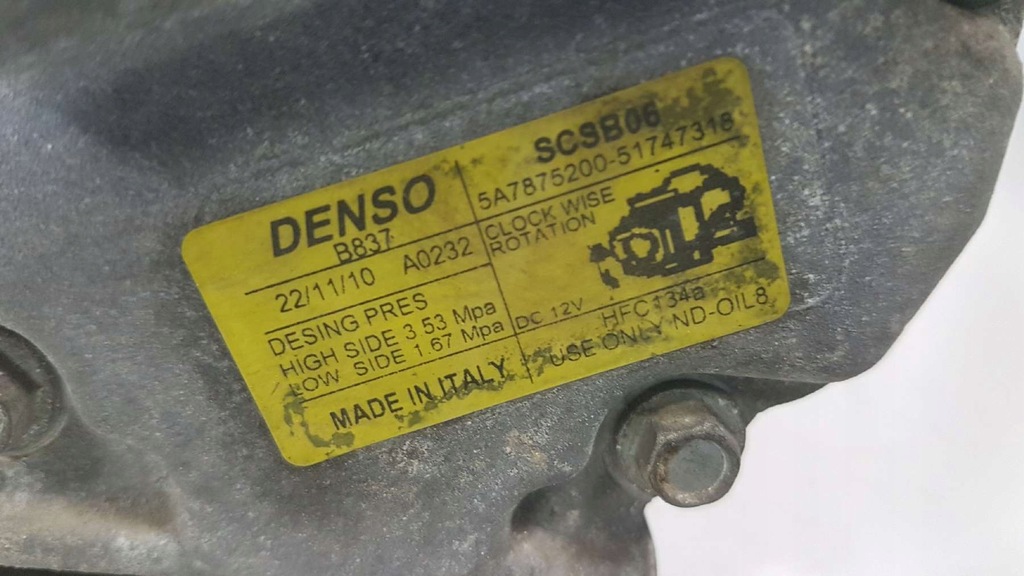 DENSO
B837
22/11/10 A0232
DESING PRES
HIGH SIDE 3.53 Mpa
LOW SIDE 1.67 Mpa
MADE IN ITALY
SCSB06
5A7875200-51747318
CLOCK WISE
ROTATION
DC 12V HFC134a
USE ONLY ND-OIL8